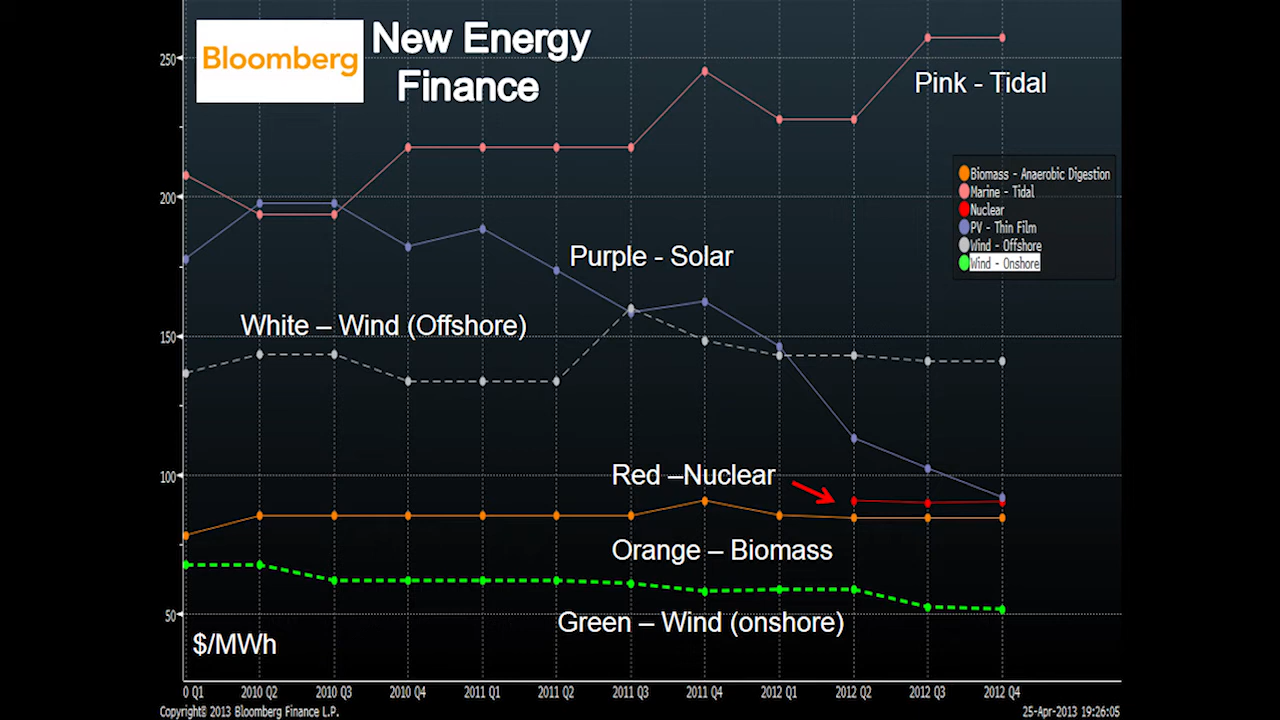 Bloomberg
New Energy
Finance
250
Pink - Tidal
Biomass - Anaerobic Digestion
Marine - Tidal
Nuclear
PV - Thin Film
Wind - Offshore
Wind - Onshore
200
Purple - Solar
White – Wind (Offshore)
150
Red –Nuclear
100
Orange – Biomass
50
Green – Wind (onshore)
$/MWh
0 Q1 2010 Q2 2010 Q3 2010 Q4 2011 Q1 2011 Q2 2011 Q3 2011 Q4 2012 Q1 2012 Q2 2012 Q3 2012 Q4
Copyright© 2013 Bloomberg Finance L.P. 25-Apr-2013 19:26:05